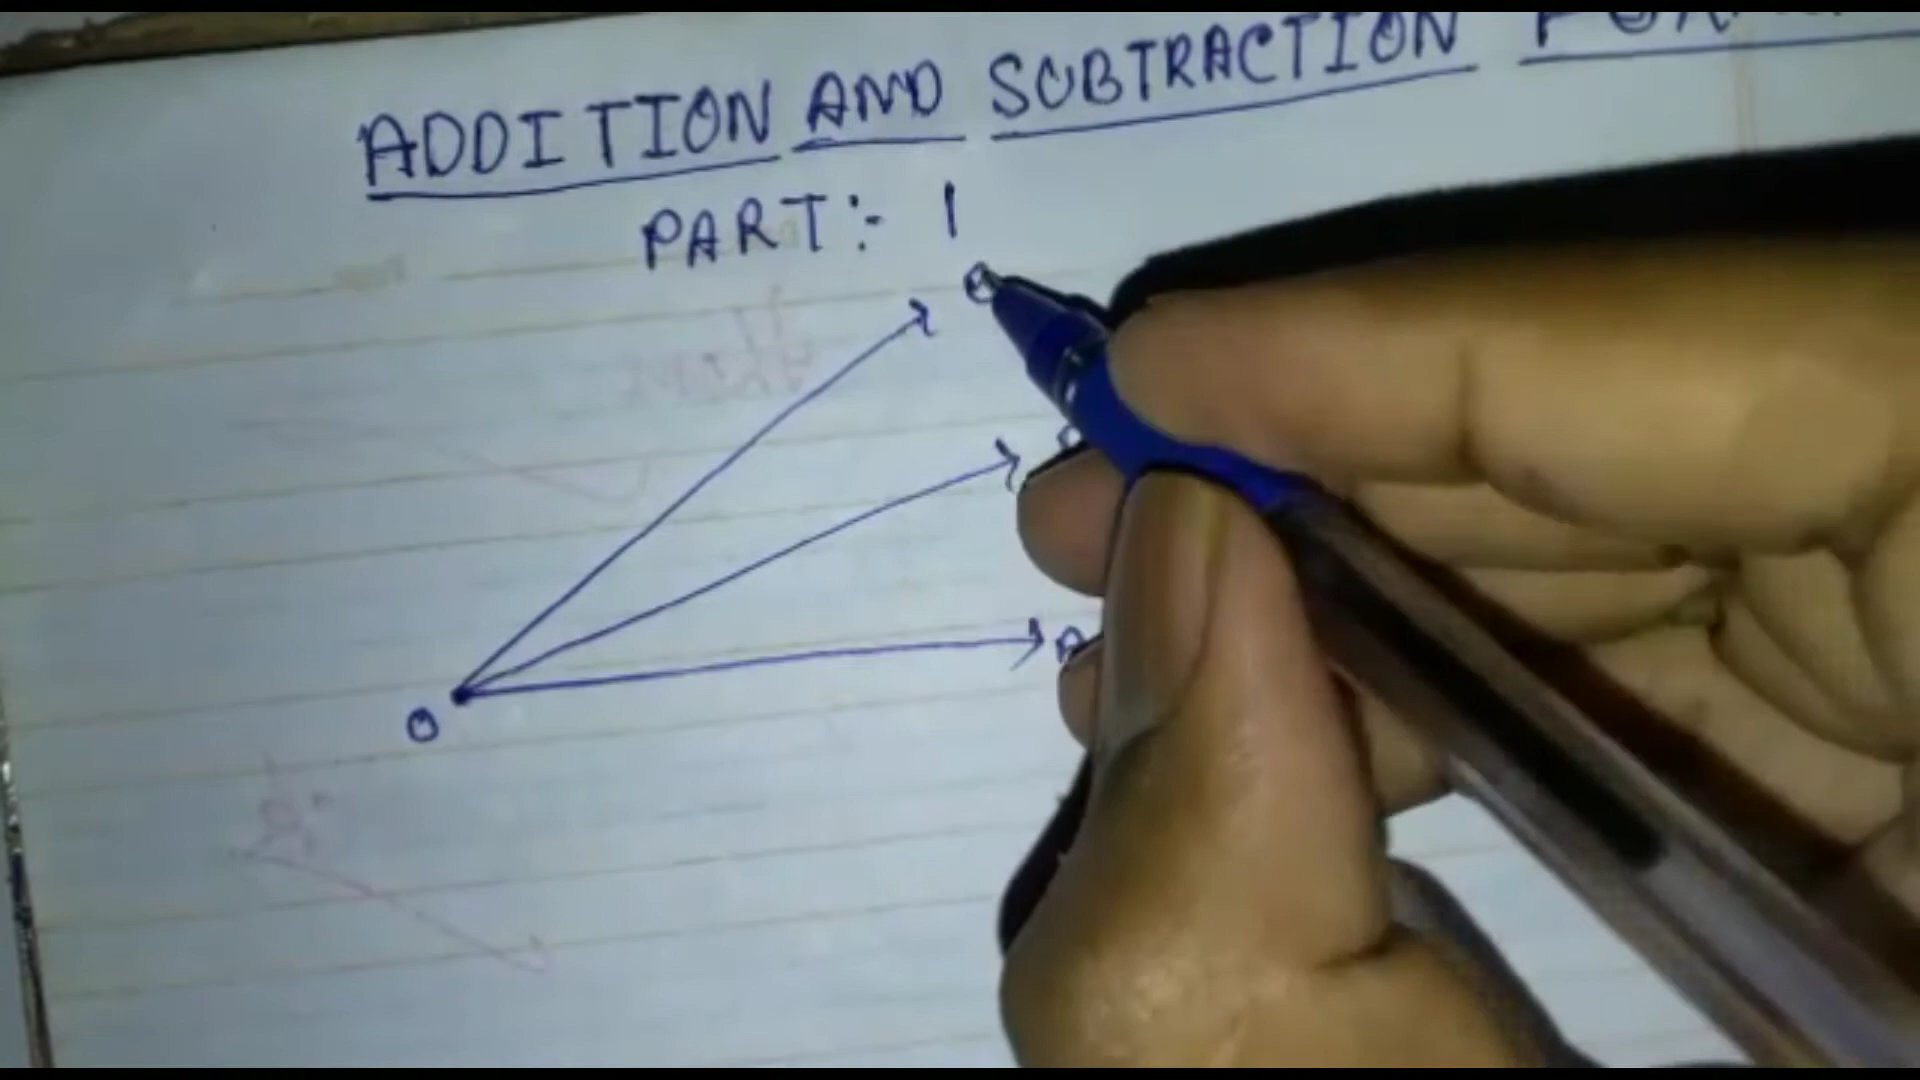 ADDITION AND SUBTRACTION
PART:- 1
A
O